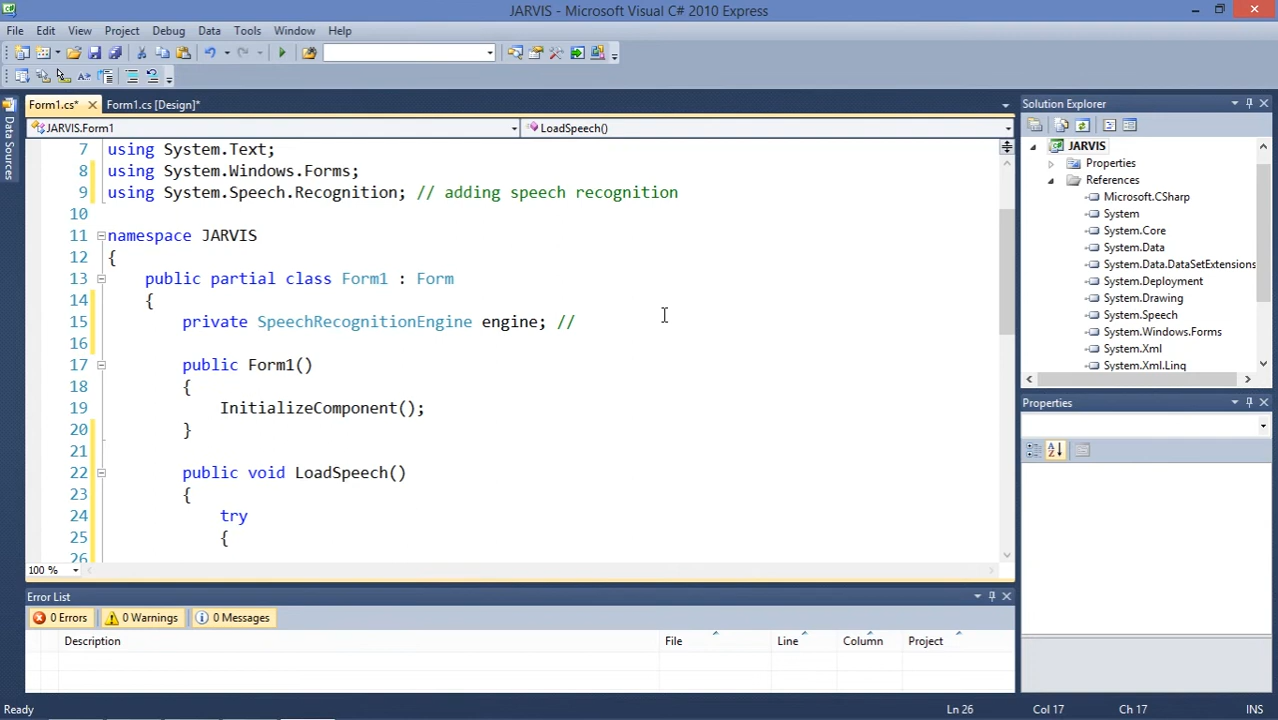 JARVIS - Microsoft Visual C# 2010 Express
File Edit View Project Debug Data Tools Window Help
Form1.cs* Form1.cs [Design]*
Solution Explorer
Data Sources
JARVIS.Form1 LoadSpeech()
7 using System.Text;
8 using System.Windows.Forms;
9 using System.Speech.Recognition; // adding speech recognition
10
11 namespace JARVIS
12 {
13 public partial class Form1 : Form
14 {
15 private SpeechRecognitionEngine engine; //
16
17 public Form1()
18 {
19 InitializeComponent();
20 }
21
22 public void LoadSpeech()
23 {
24 try
25 {
26
100 %
JARVIS
Properties
References
Microsoft.CSharp
System
System.Core
System.Data
System.Data.DataSetExtensions
System.Deployment
System.Drawing
System.Speech
System.Windows.Forms
System.Xml
System.Xml.Linq
Properties
Error List
0 Errors 0 Warnings 0 Messages
Description File Line Column Project
Ready Ln 26 Col 17 Ch 17 INS